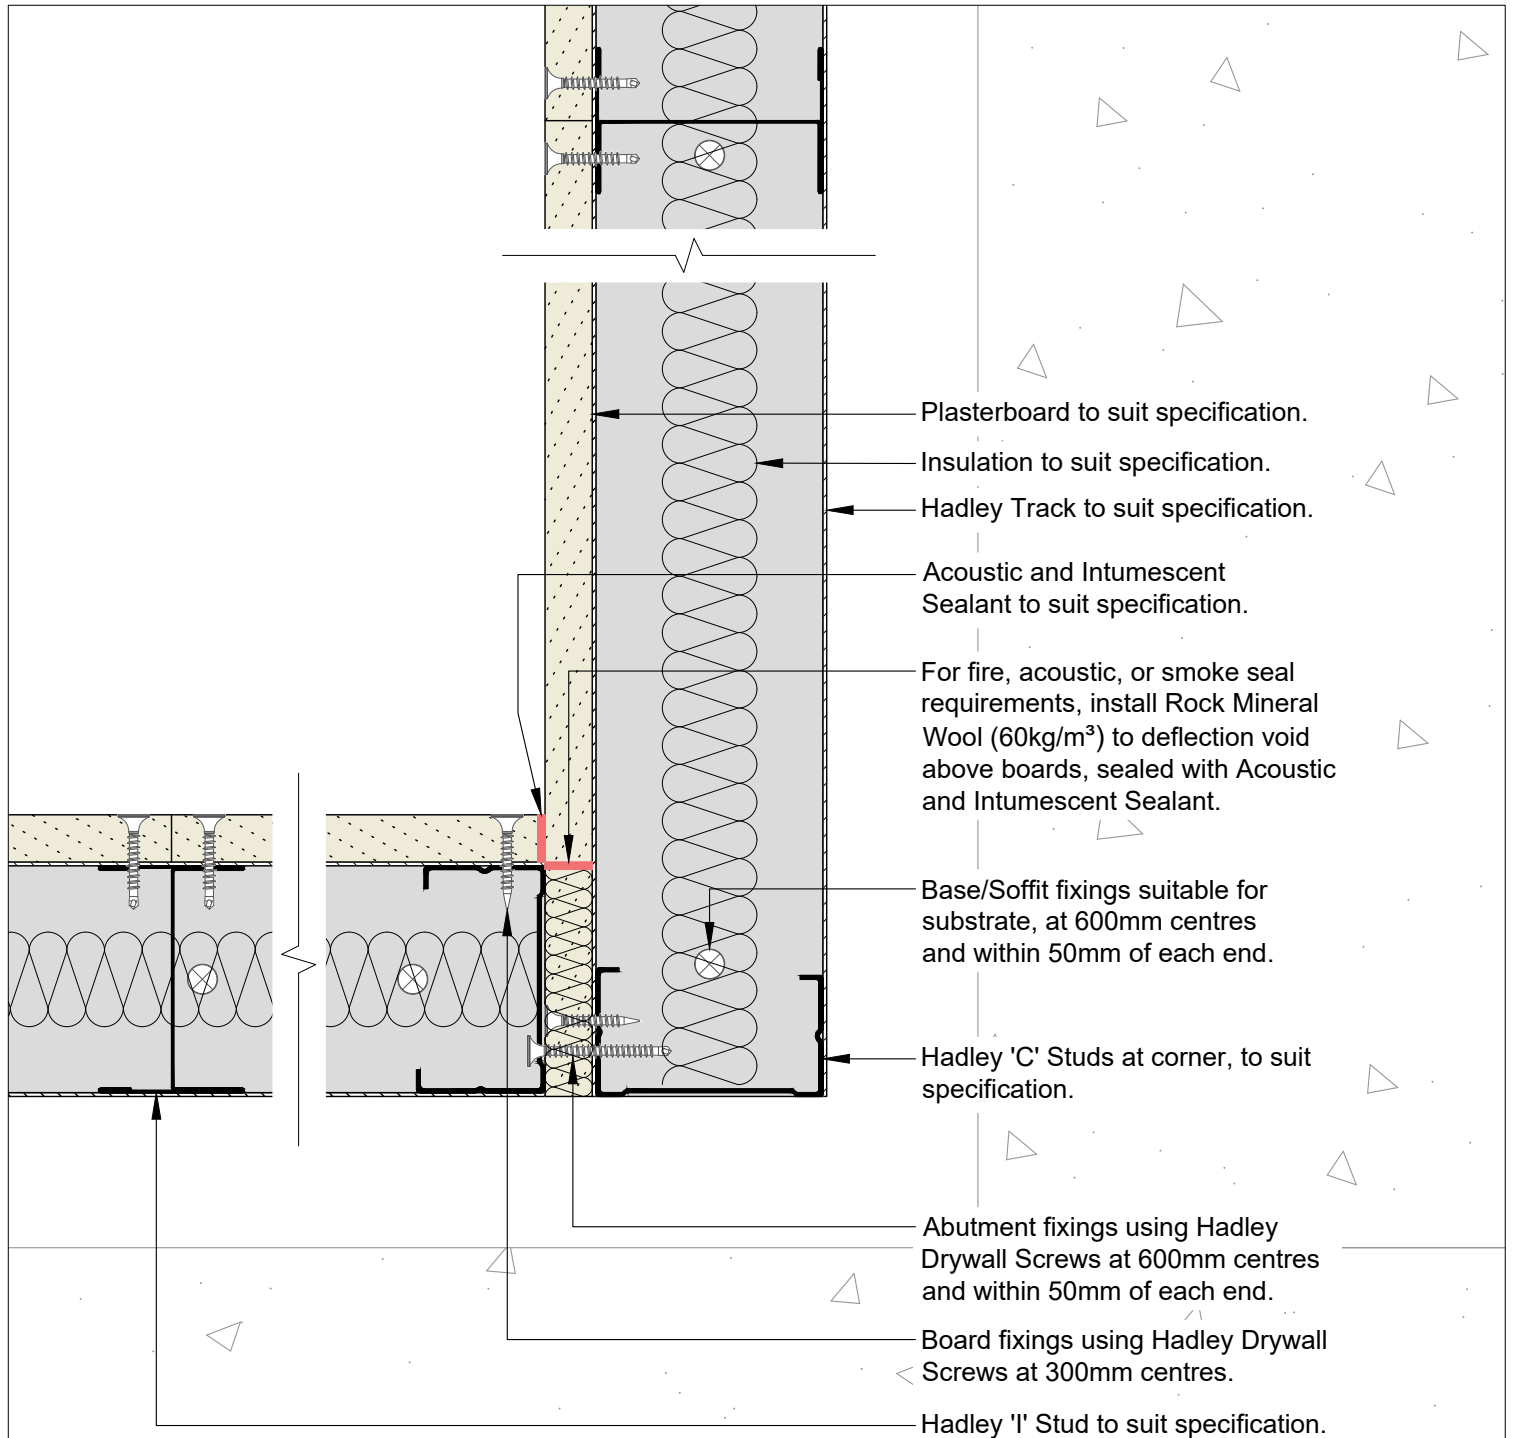 Plasterboard to suit specification.
Insulation to suit specification.
Hadley Track to suit specification.
Acoustic and Intumescent
Sealant to suit specification.
For fire, acoustic, or smoke seal
requirements, install Rock Mineral
Wool (60kg/m³) to deflection void
above boards, sealed with Acoustic
and Intumescent Sealant.
Base/Soffit fixings suitable for
substrate, at 600mm centres
and within 50mm of each end.
Hadley 'C' Studs at corner, to suit
specification.
Abutment fixings using Hadley
Drywall Screws at 600mm centres
and within 50mm of each end.
Board fixings using Hadley Drywall
Screws at 300mm centres.
Hadley 'I' Stud to suit specification.